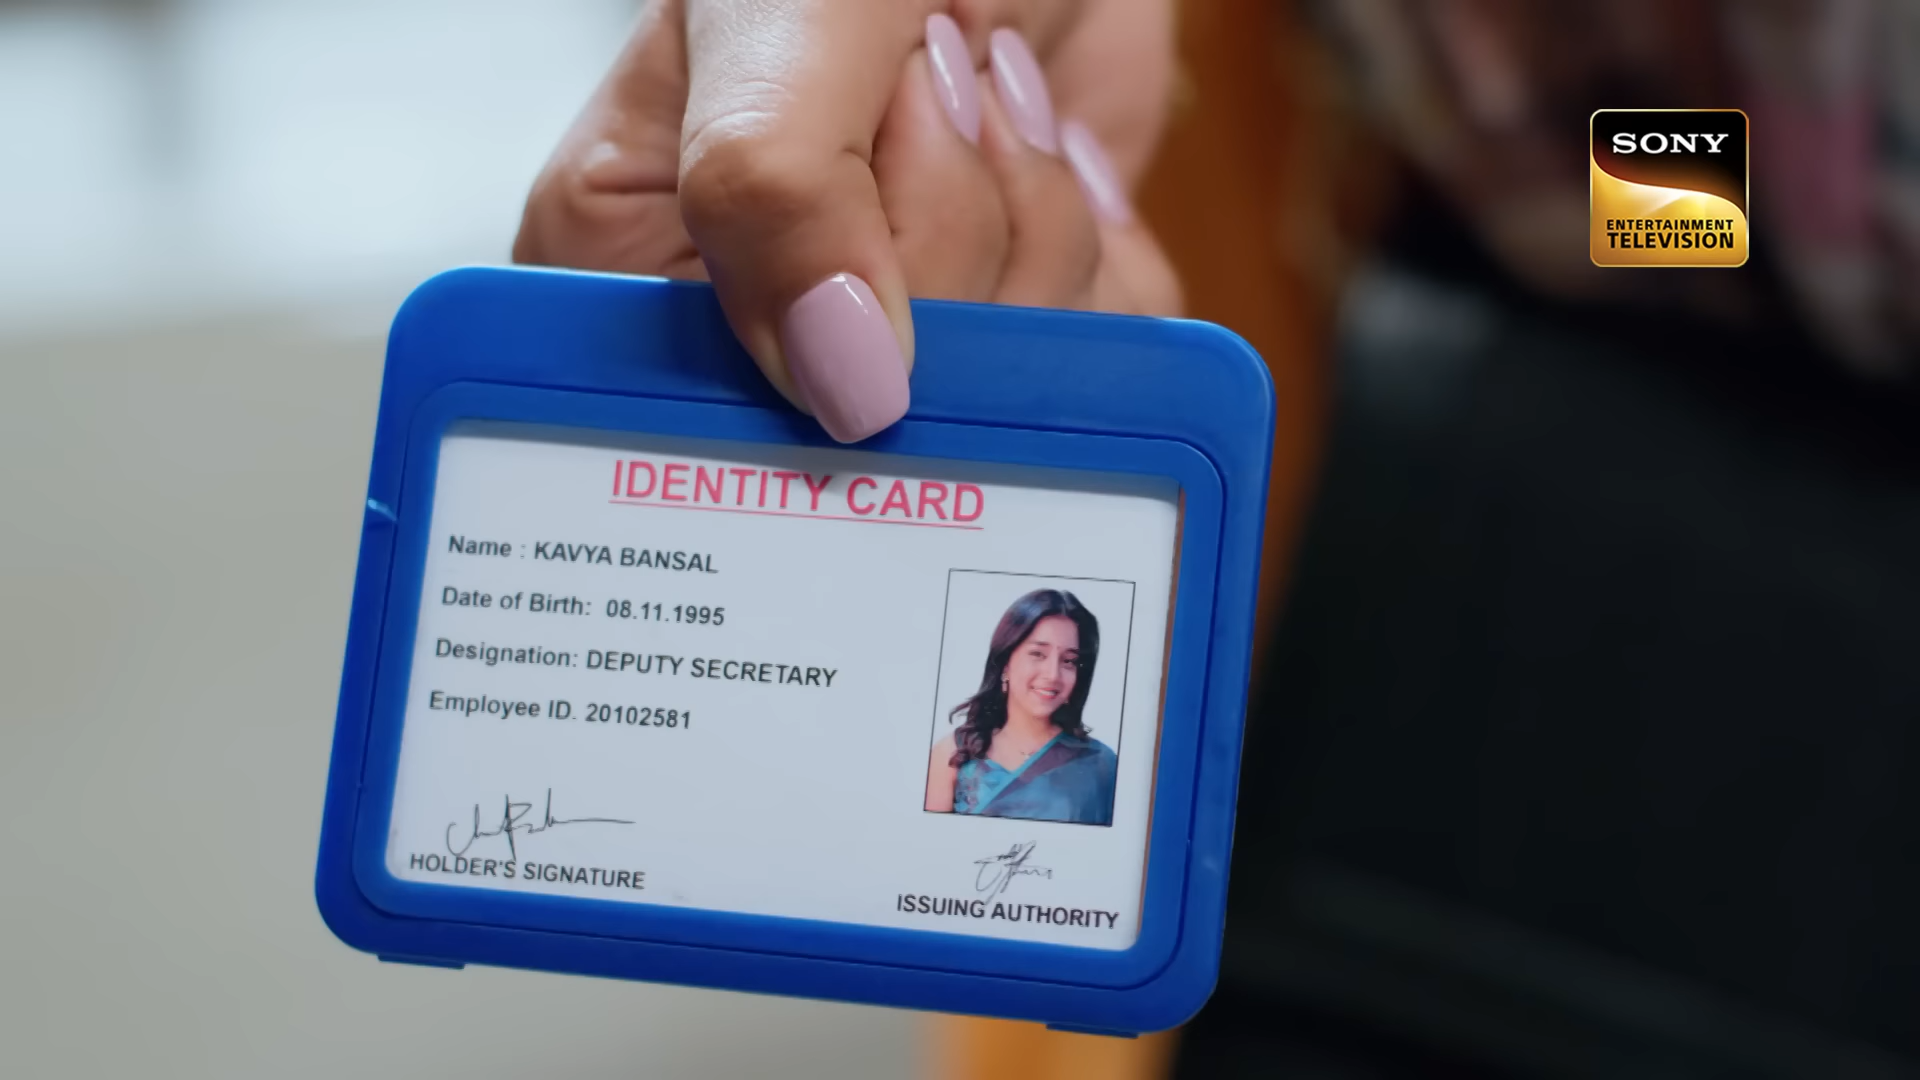 SONY
ENTERTAINMENT
TELEVISION
IDENTITY CARD
Name : KAVYA BANSAL
Date of Birth: 08.11.1995
Designation: DEPUTY SECRETARY
Employee ID. 20102581
HOLDER'S SIGNATURE
ISSUING AUTHORITY